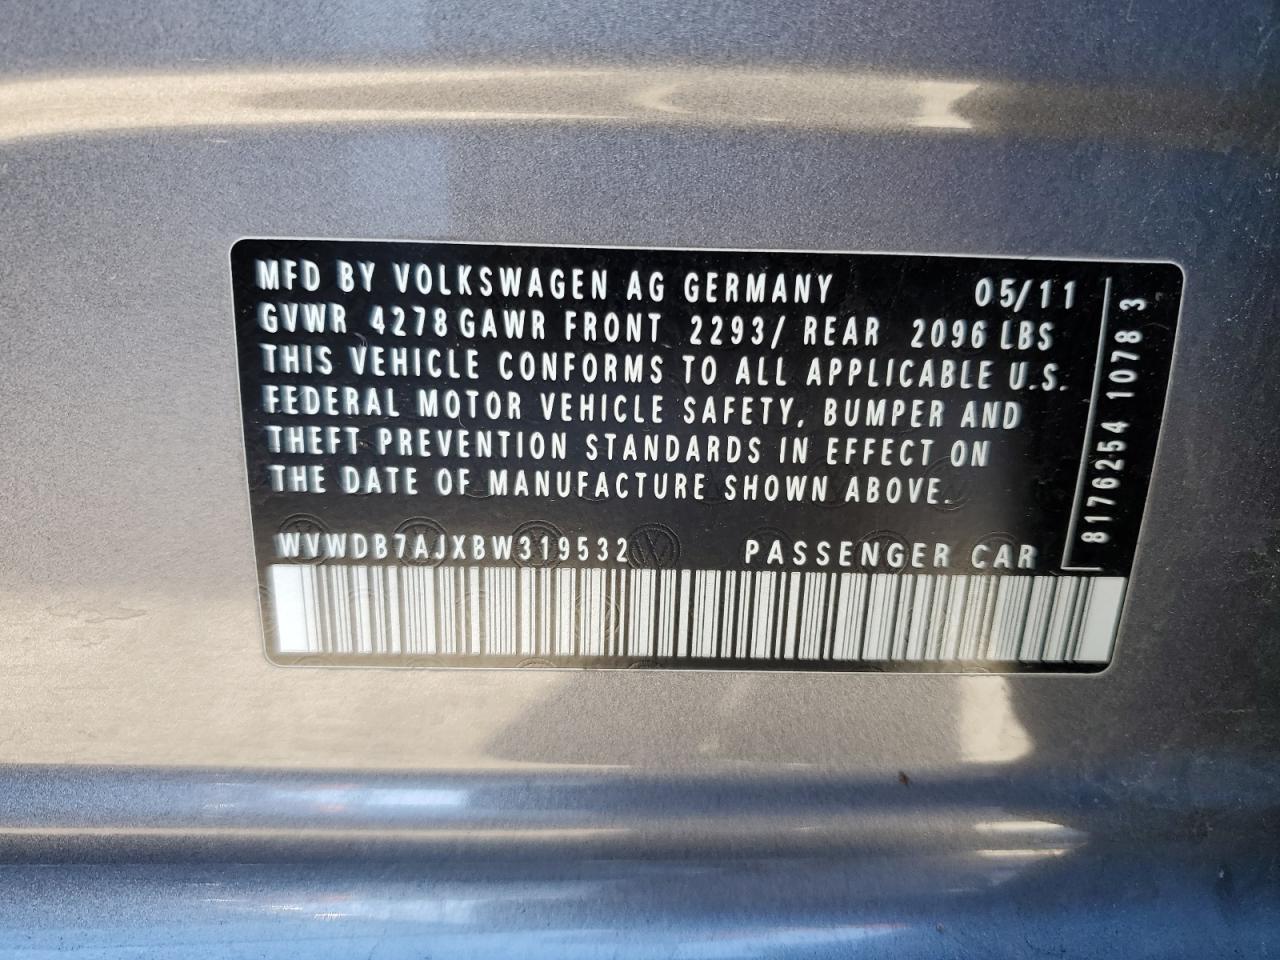 MFD BY VOLKSWAGEN AG GERMANY 05/11
GVWR 4278 GAWR FRONT 2293/ REAR 2096 LBS
THIS VEHICLE CONFORMS TO ALL APPLICABLE U.S.
FEDERAL MOTOR VEHICLE SAFETY, BUMPER AND
THEFT PREVENTION STANDARDS IN EFFECT ON
THE DATE OF MANUFACTURE SHOWN ABOVE.
WVWDB7AJXBW319532 PASSENGER CAR
8176254 1078 3